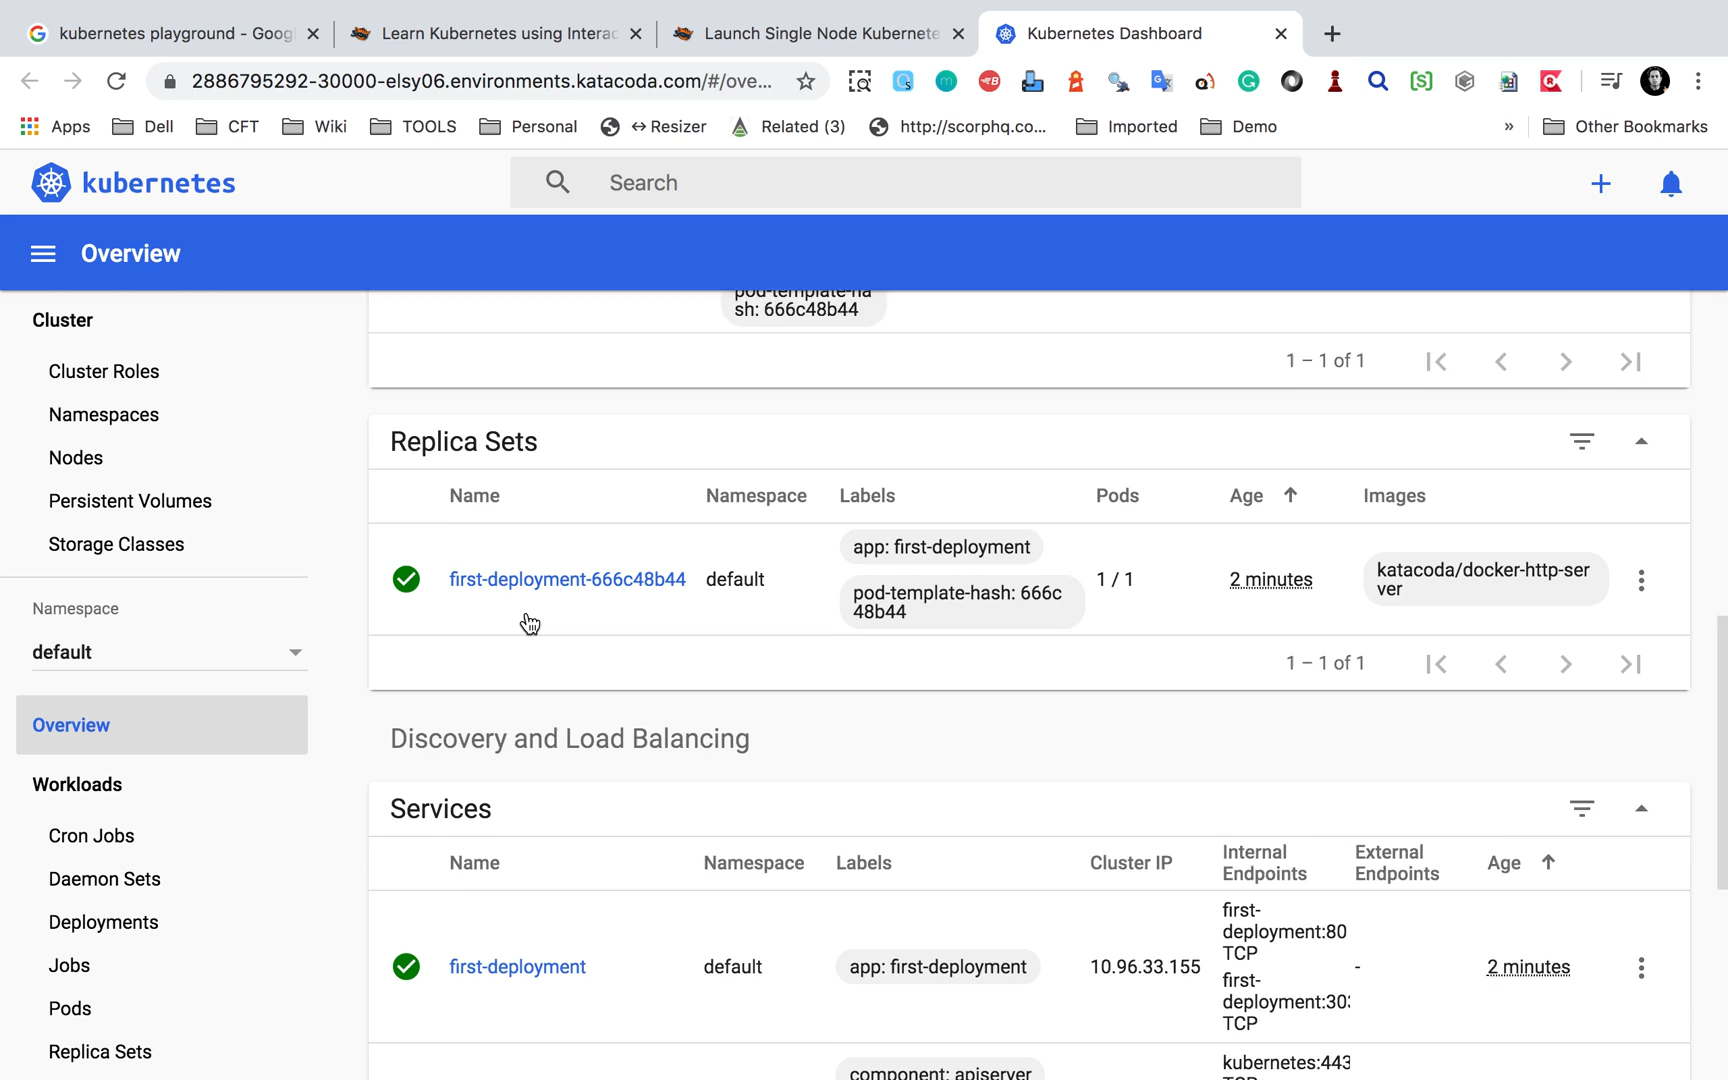 kubernetes playground - Goog
Learn Kubernetes using Interac
Launch Single Node Kubernete
Kubernetes Dashboard
2886795292-30000-elsy06.environments.katacoda.com/#/ove...
Apps
Dell
CFT
Wiki
TOOLS
Personal
↔Resizer
Related (3)
http://scorphq.co...
Imported
Demo
»
Other Bookmarks
kubernetes
Search
Overview
Cluster
Cluster Roles
Namespaces
Nodes
Persistent Volumes
Storage Classes
Namespace
default
Overview
Workloads
Cron Jobs
Daemon Sets
Deployments
Jobs
Pods
Replica Sets
pod-template-ha
sh: 666c48b44
1 – 1 of 1
Replica Sets
Name Namespace Labels Pods Age Images
first-deployment-666c48b44
default
app: first-deployment
pod-template-hash: 666c
48b44
1 / 1
2 minutes
katacoda/docker-http-ser
ver
1 – 1 of 1
Discovery and Load Balancing
Services
Name Namespace Labels Cluster IP Internal Endpoints External Endpoints Age
first-deployment
default
app: first-deployment
10.96.33.155
first-
deployment:80
TCP
first-
deployment:30
TCP
-
2 minutes
component: apiserver
kubernetes:443
TCP